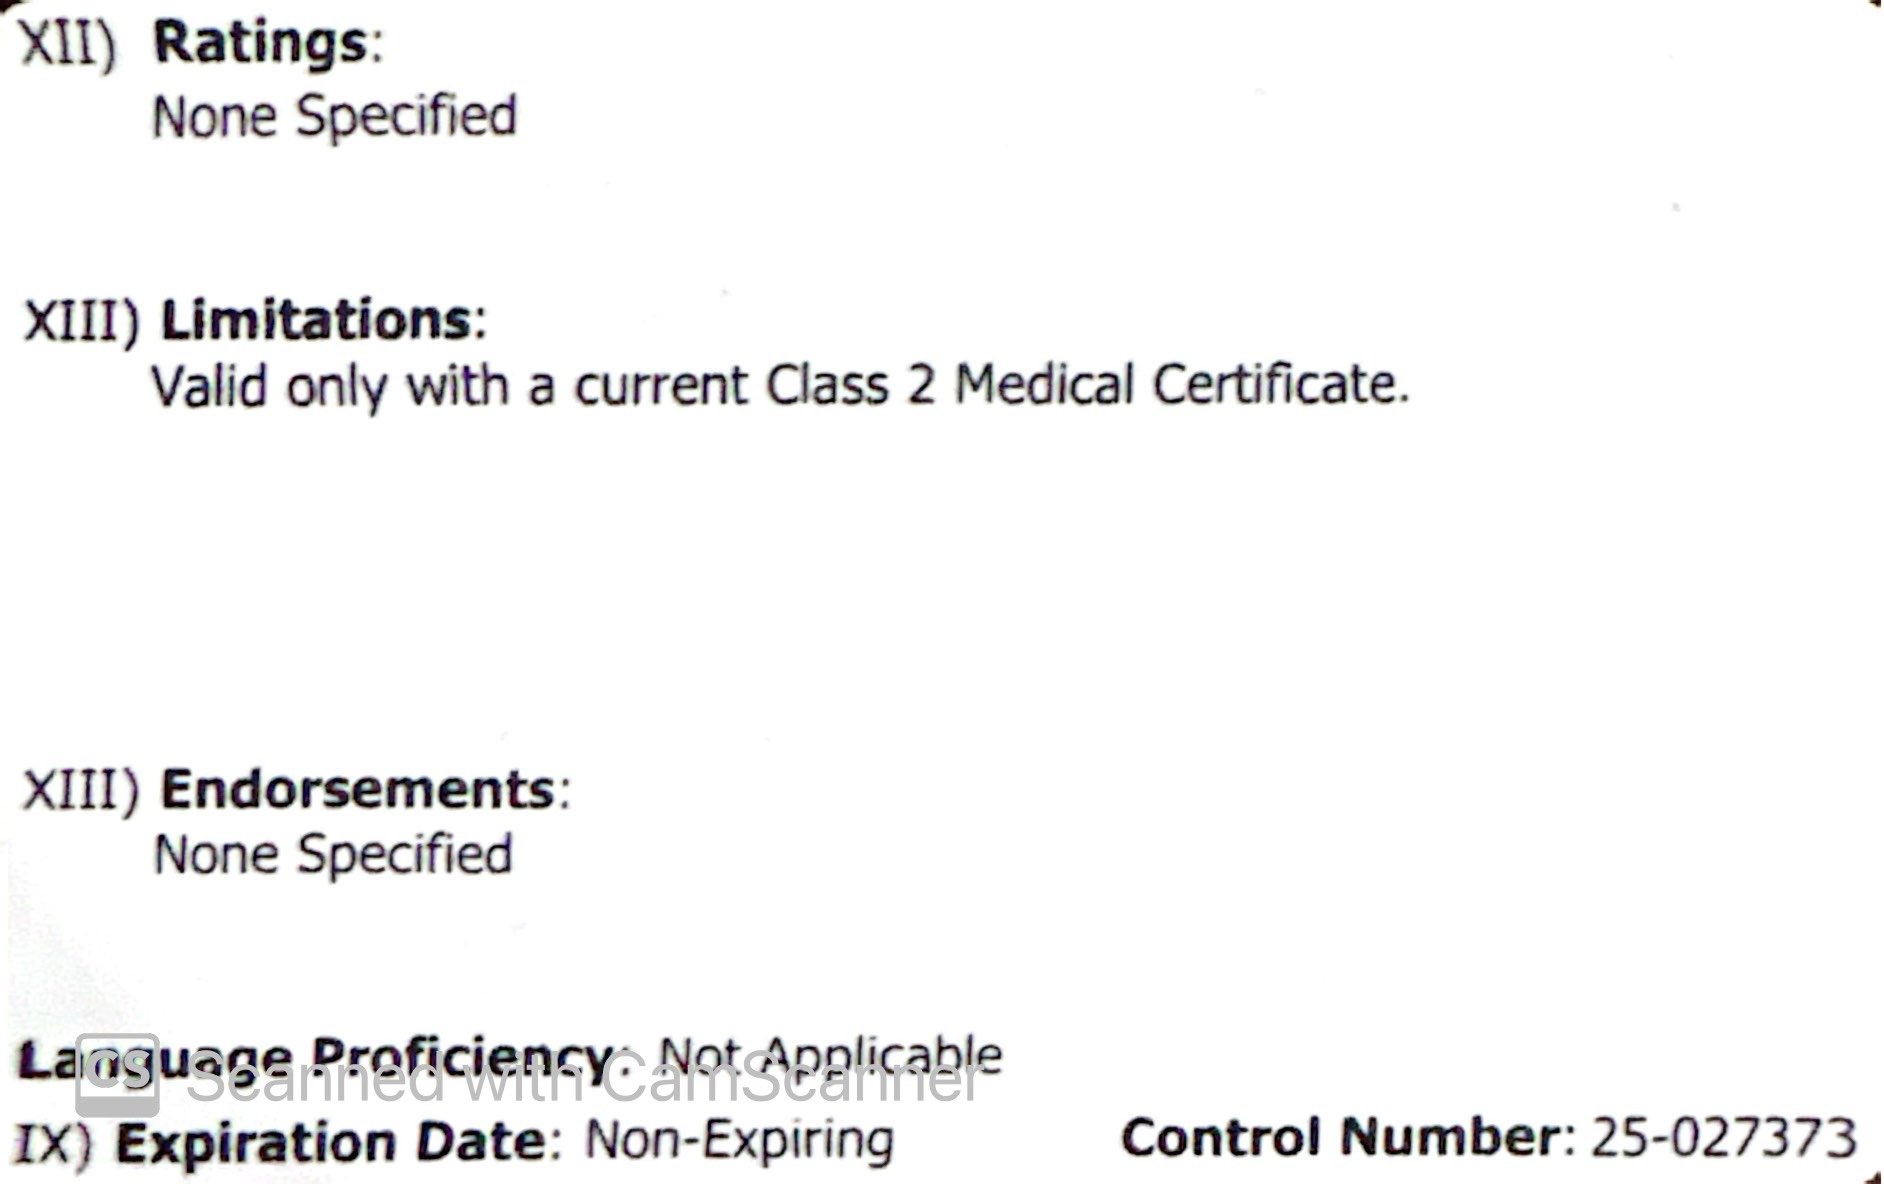 XII) Ratings:
None Specified
XIII) Limitations:
Valid only with a current Class 2 Medical Certificate.
XIII) Endorsements:
None Specified
Language Proficiency: Not Applicable
CS Scanned with CamScanner
IX) Expiration Date: Non-Expiring Control Number: 25-027373